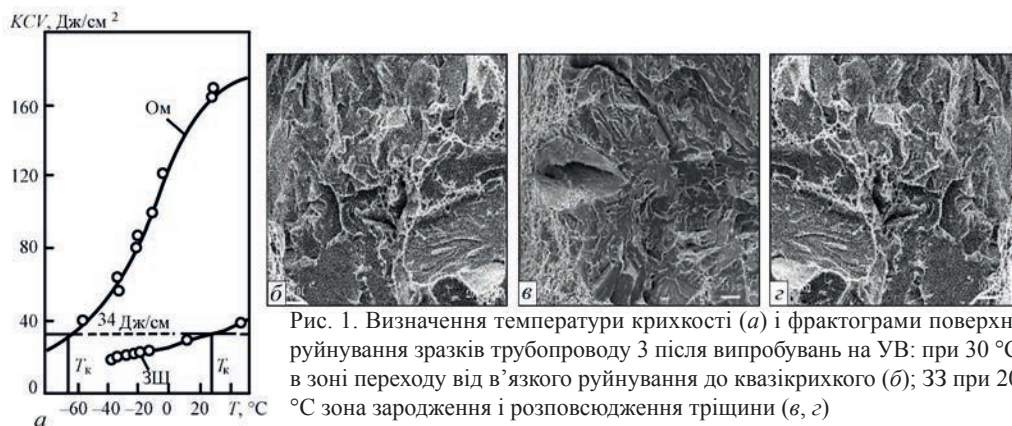 KCV, Дж/см 2
160
120
80
40
0
Ом
34 Дж/см
Tк
ЗЩ
Tк
−60 −40 −20 0 20 T, °C
а
б
в
г
Рис. 1. Визначення температури крихкості (а) і фрактограми поверхн
руйнування зразків трубопроводу 3 після випробувань на УВ: при 30 °C
в зоні переходу від в’язкого руйнування до квазікрихкого (б); ЗЗ при 20
°C зона зародження і розповсюдження тріщини (в, г)